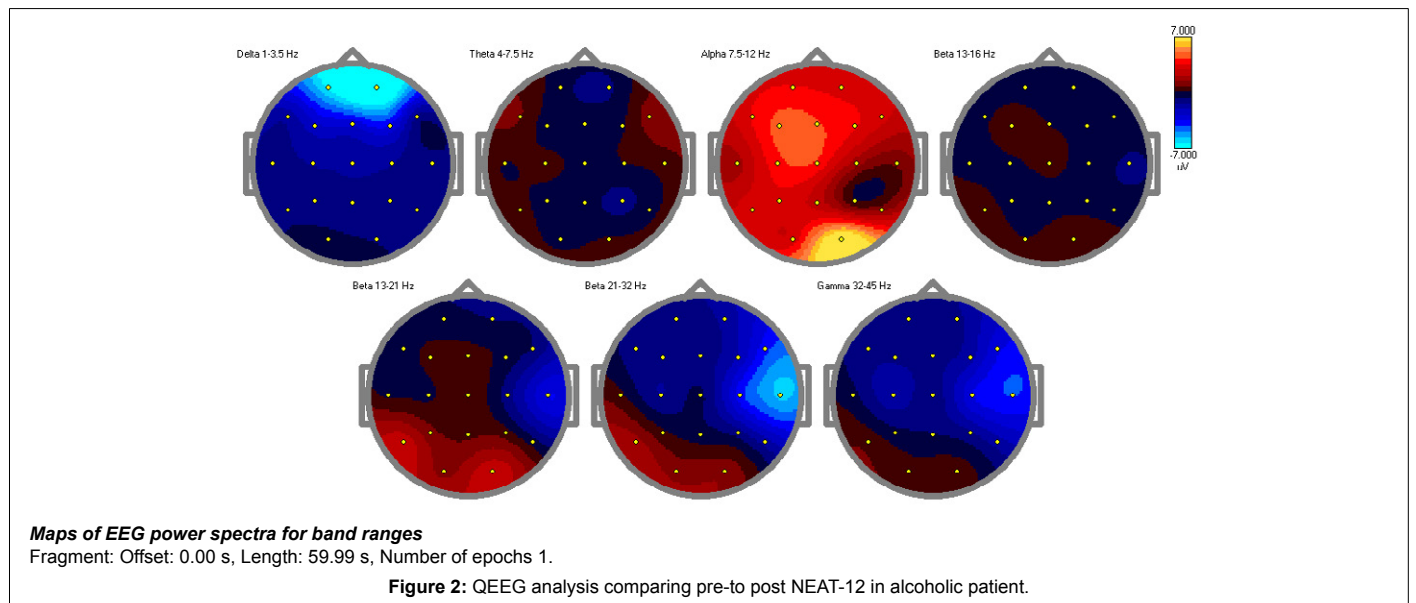 Delta 1-3.5 Hz
Theta 4-7.5 Hz
Alpha 7.5-12 Hz
Beta 13-16 Hz
7.000
-7.000
uV
Beta 13-21 Hz
Beta 21-32 Hz
Gamma 32-45 Hz
Maps of EEG power spectra for band ranges
Fragment: Offset: 0.00 s, Length: 59.99 s, Number of epochs 1.
Figure 2: QEEG analysis comparing pre-to post NEAT-12 in alcoholic patient.